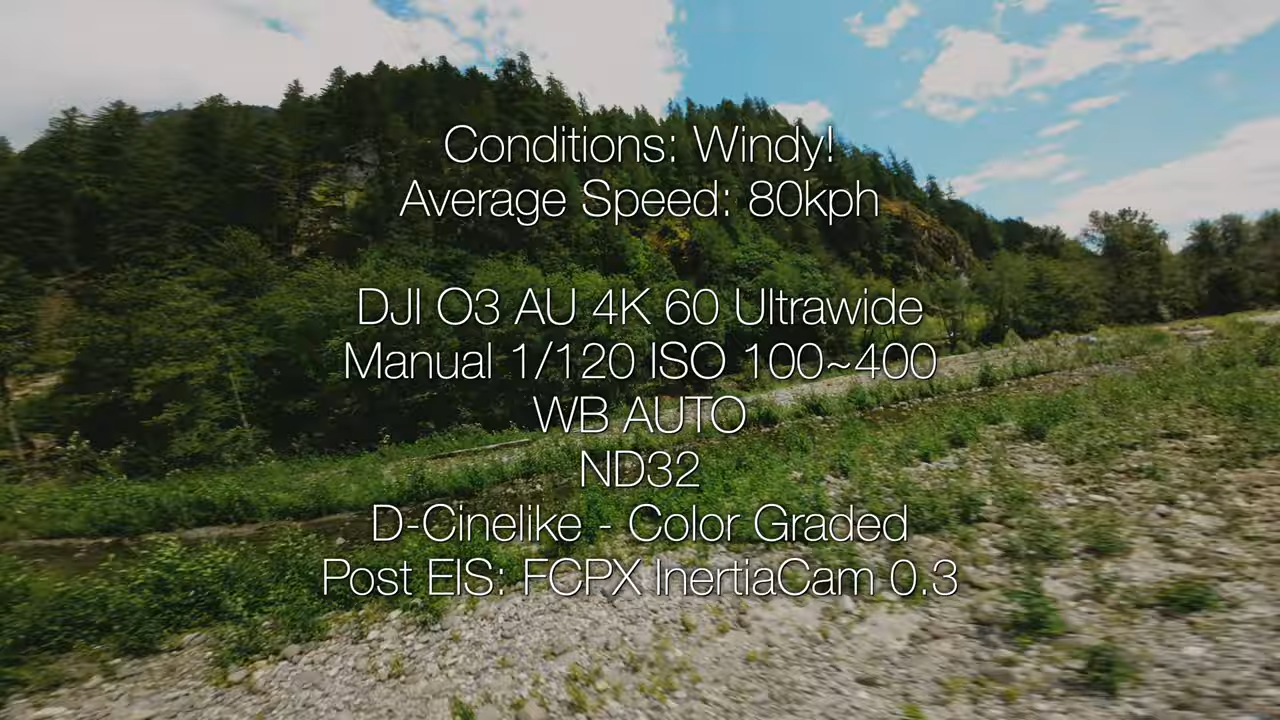 Conditions: Windy!
Average Speed: 80kph
DJI O3 AU 4K 60 Ultrawide
Manual 1/120 ISO 100~400
WB AUTO
ND32
D-Cinelike - Color Graded
Post EIS: FCPX InertiaCam 0.3